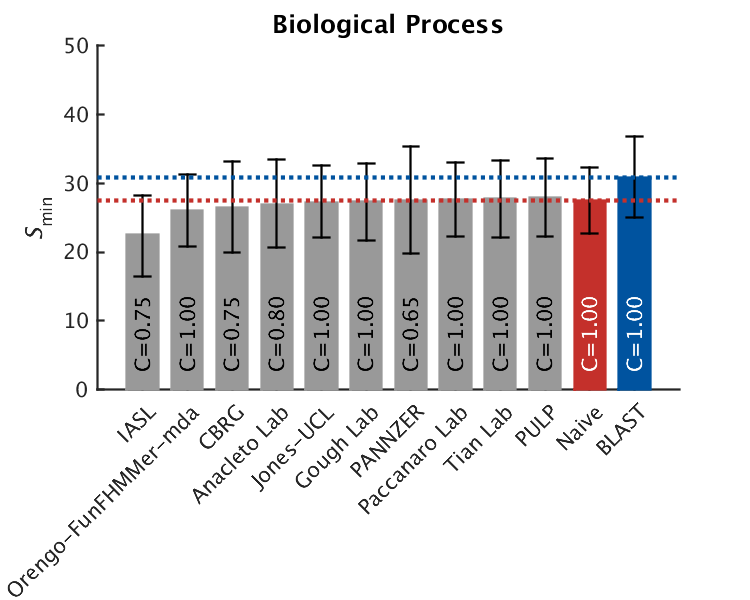 Biological Process
50
40
30
20
10
0
Smin
C=0.75
C=1.00
C=0.75
C=0.80
C=1.00
C=1.00
C=0.65
C=1.00
C=1.00
C=1.00
C=1.00
C=1.00
IASL
Orengo-FunFHMMer-mda
CBRG
Anacleto Lab
Jones-UCL
Gough Lab
PANNZER
Paccanaro Lab
Tian Lab
PULP
Naive
BLAST